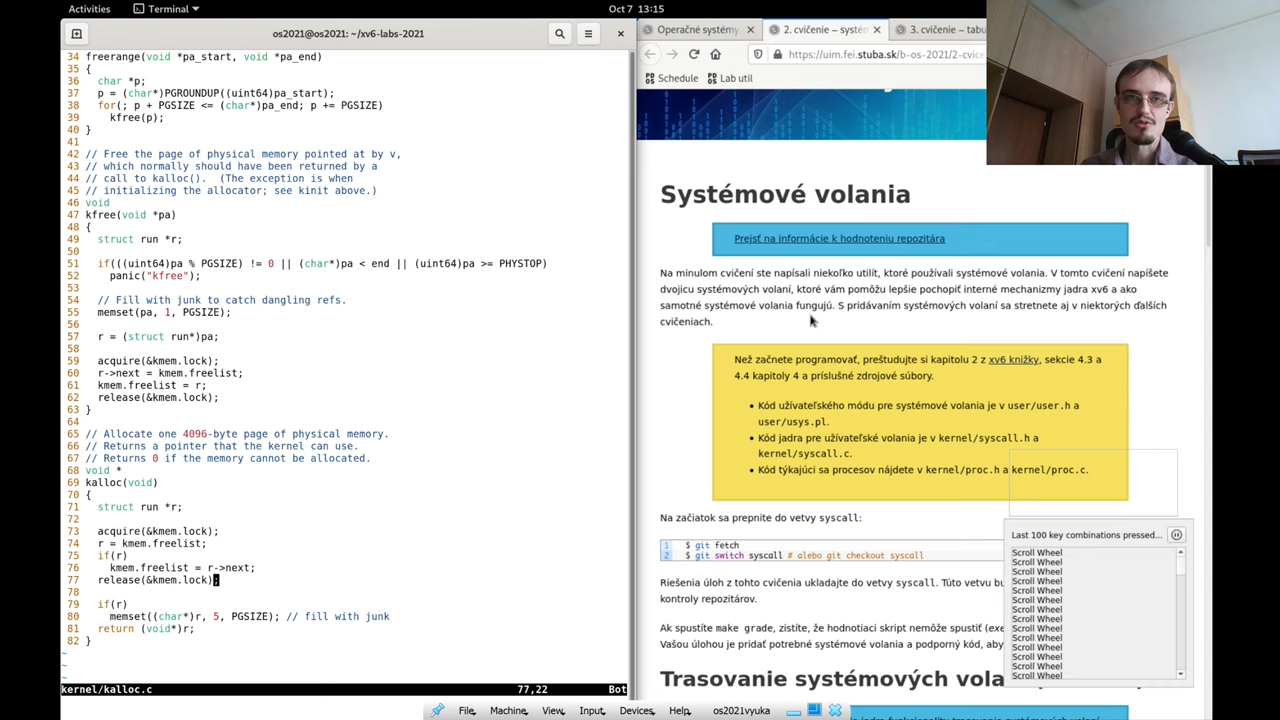 Activities
Terminal
Oct 7  13:15
os2021@os2021: ~/xv6-labs-2021
34 freerange(void *pa_start, void *pa_end)
35 {
36   char *p;
37   p = (char*)PGROUNDUP((uint64)pa_start);
38   for(; p + PGSIZE <= (char*)pa_end; p += PGSIZE)
39     kfree(p);
40 }
41
42 // Free the page of physical memory pointed at by v,
43 // which normally should have been returned by a
44 // call to kalloc().  (The exception is when
45 // initializing the allocator; see kinit above.)
46 void
47 kfree(void *pa)
48 {
49   struct run *r;
50
51   if(((uint64)pa % PGSIZE) != 0 || (char*)pa < end || (uint64)pa >= PHYSTOP)
52     panic("kfree");
53
54   // Fill with junk to catch dangling refs.
55   memset(pa, 1, PGSIZE);
56
57   r = (struct run*)pa;
58
59   acquire(&kmem.lock);
60   r->next = kmem.freelist;
61   kmem.freelist = r;
62   release(&kmem.lock);
63 }
64
65 // Allocate one 4096-byte page of physical memory.
66 // Returns a pointer that the kernel can use.
67 // Returns 0 if the memory cannot be allocated.
68 void *
69 kalloc(void)
70 {
71   struct run *r;
72
73   acquire(&kmem.lock);
74   r = kmem.freelist;
75   if(r)
76     kmem.freelist = r->next;
77   release(&kmem.lock);
78
79   if(r)
80     memset((char*)r, 5, PGSIZE); // fill with junk
81   return (void*)r;
82 }
~
~
~
kernel/kalloc.c 77,22 Bot
Operačné systémy
2. cvičenie – systém
3. cvičenie – tabu
https://uim.fei.stuba.sk/b-os-2021/2-cvice
Schedule
Lab util
Systémové volania
Prejsť na informácie k hodnoteniu repozitára
Na minulom cvičení ste napísali niekoľko utilít, ktoré používali systémové volania. V tomto cvičení napíšete
dvojicu systémových volaní, ktoré vám pomôžu lepšie pochopiť interné mechanizmy jadra xv6 a ako
samotné systémové volania fungujú. S pridávaním systémových volaní sa stretnete aj v niektorých ďalších
cvičeniach.
Než začnete programovať, preštudujte si kapitolu 2 z xv6 knižky, sekcie 4.3 a
4.4 kapitoly 4 a príslušné zdrojové súbory.
• Kód užívateľského módu pre systémové volania je v user/user.h a
user/usys.pl.
• Kód jadra pre užívateľské volania je v kernel/syscall.h a
kernel/syscall.c.
• Kód týkajúci sa procesov nájdete v kernel/proc.h a kernel/proc.c.
Na začiatok sa prepnite do vetvy syscall:
1 $ git fetch
2 $ git switch syscall # alebo git checkout syscall
Riešenia úloh z tohto cvičenia ukladajte do vetvy syscall. Túto vetvu bu
kontroly repozitárov.
Ak spustíte make grade, zistíte, že hodnotiaci skript nemôže spustiť (exe
Vašou úlohou je pridať potrebné systémové volania a podporný kód, aby
Trasovanie systémových vola
Last 100 key combinations pressed...
Scroll Wheel
Scroll Wheel
Scroll Wheel
Scroll Wheel
Scroll Wheel
Scroll Wheel
Scroll Wheel
Scroll Wheel
Scroll Wheel
Scroll Wheel
Scroll Wheel
Scroll Wheel
Scroll Wheel
Scroll Wheel
File
Machine
View
Input
Devices
Help
os2021vyuka